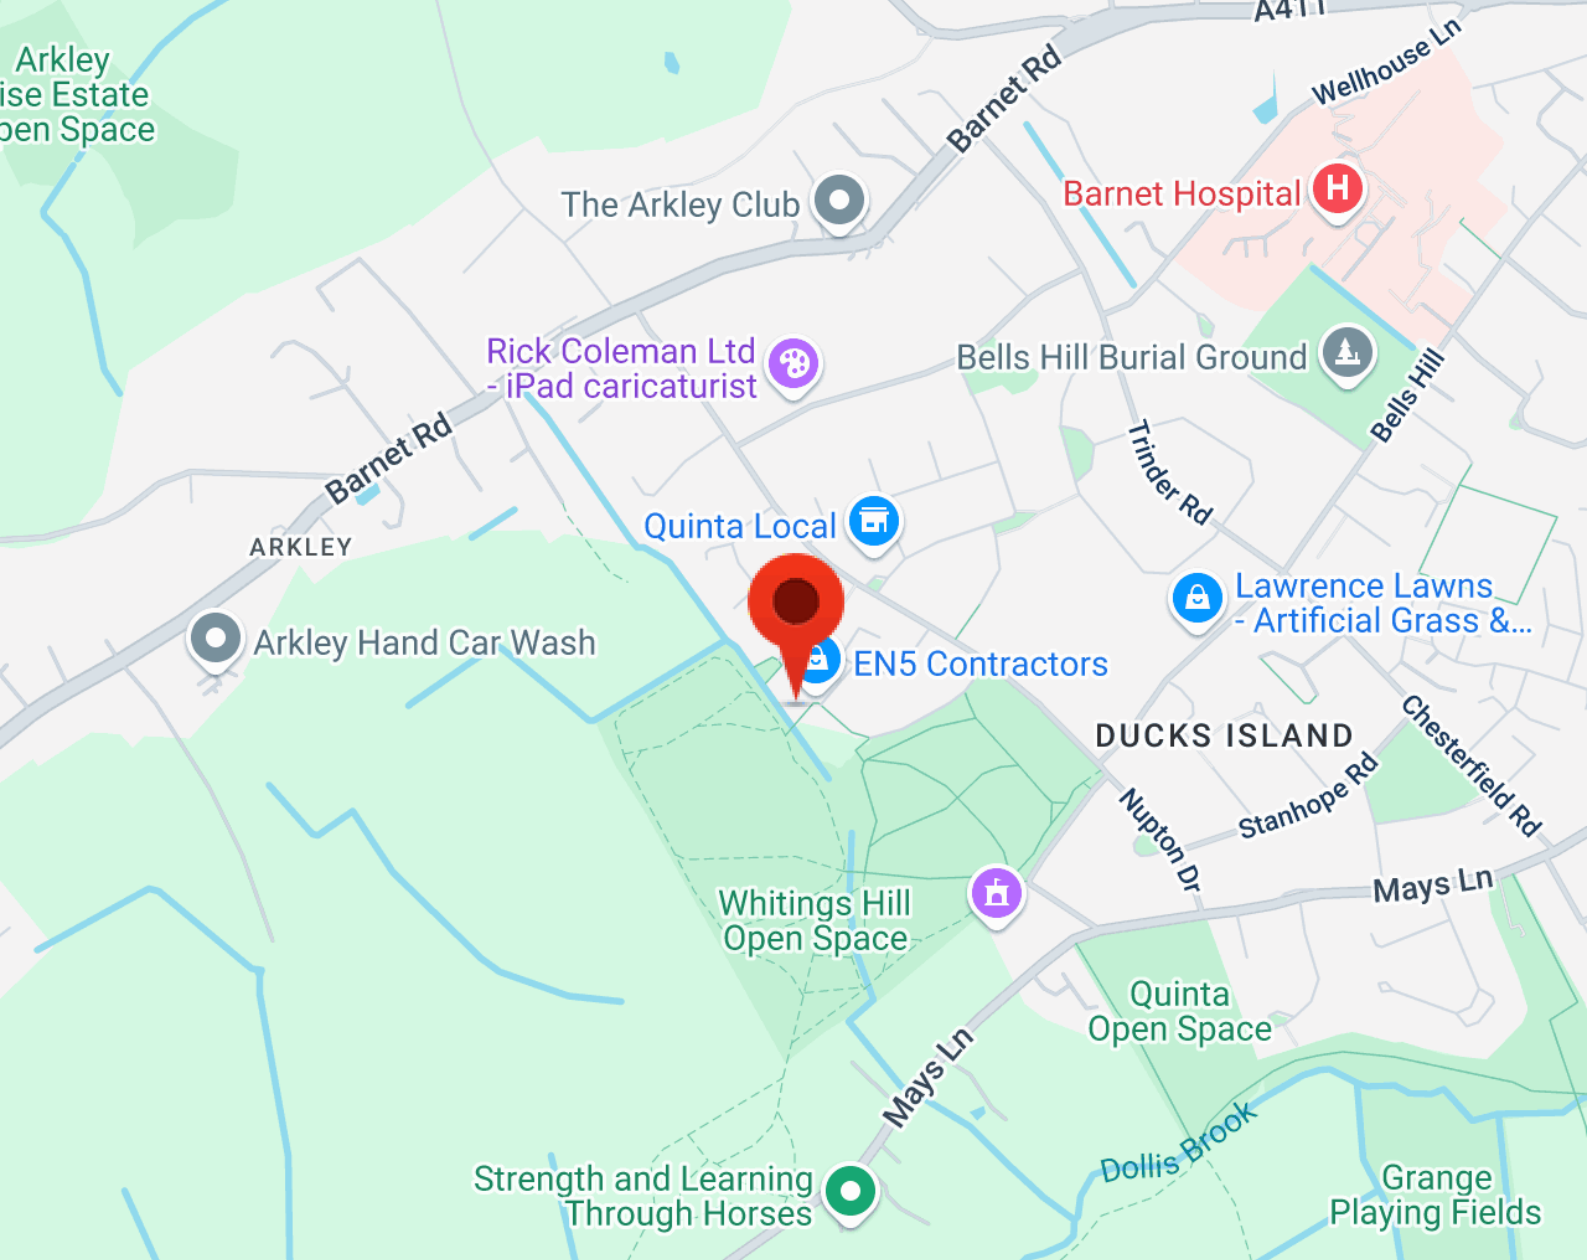 A411
Wellhouse Ln
Arkley
ise Estate
pen Space
Barnet Rd
The Arkley Club
Barnet Hospital
H
Rick Coleman Ltd
- iPad caricaturist
Bells Hill Burial Ground
Bells Hill
Barnet Rd
Trinder Rd
Quinta Local
ARKLEY
Lawrence Lawns
- Artificial Grass &...
Arkley Hand Car Wash
EN5 Contractors
DUCKS ISLAND
Chesterfield Rd
Stanhope Rd
Nupton Dr
Mays Ln
Whitings Hill
Open Space
Quinta
Open Space
Mays Ln
Dollis Brook
Strength and Learning
Through Horses
Grange
Playing Fields